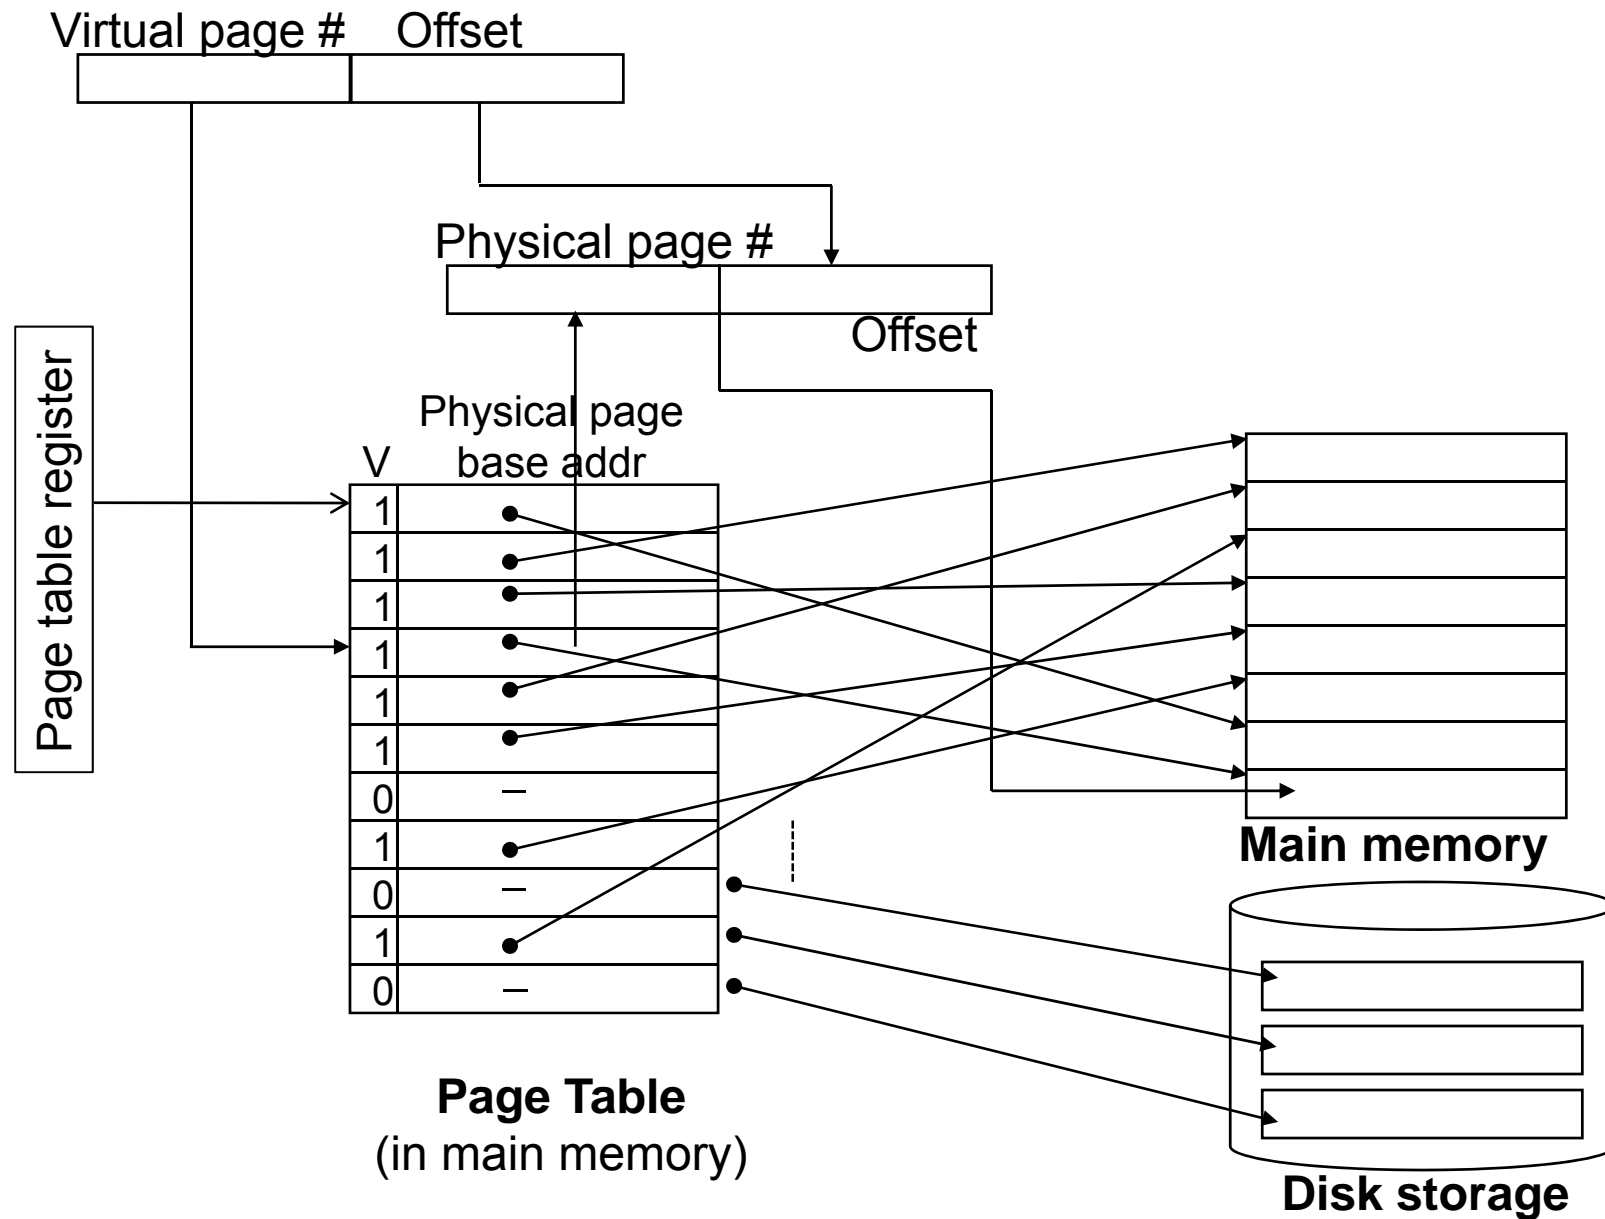 Virtual page # Offset
Physical page #
Offset
Page table register
Physical page
V base addr
1
1
1
1
1
1
0 –
1
0 –
1
0 –
Main memory
Page Table
(in main memory)
Disk storage